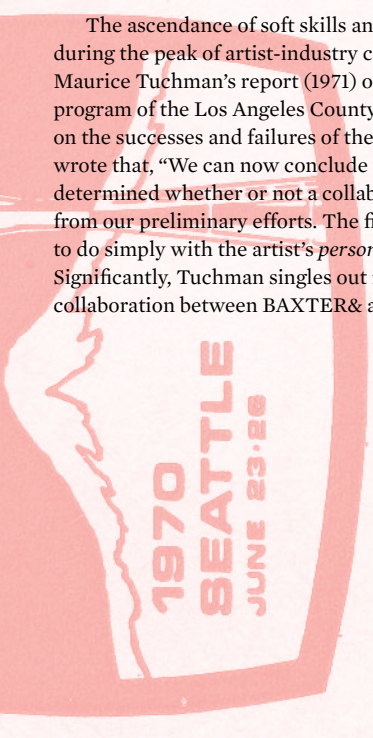 The ascendance of soft skills an
during the peak of artist-industry c
Maurice Tuchman’s report (1971) o
program of the Los Angeles County
on the successes and failures of the
wrote that, “We can now conclude
determined whether or not a collab
from our preliminary efforts. The fi
to do simply with the artist’s person
Significantly, Tuchman singles out
collaboration between BAXTER& a
1970
SEATTLE
JUNE 23·26